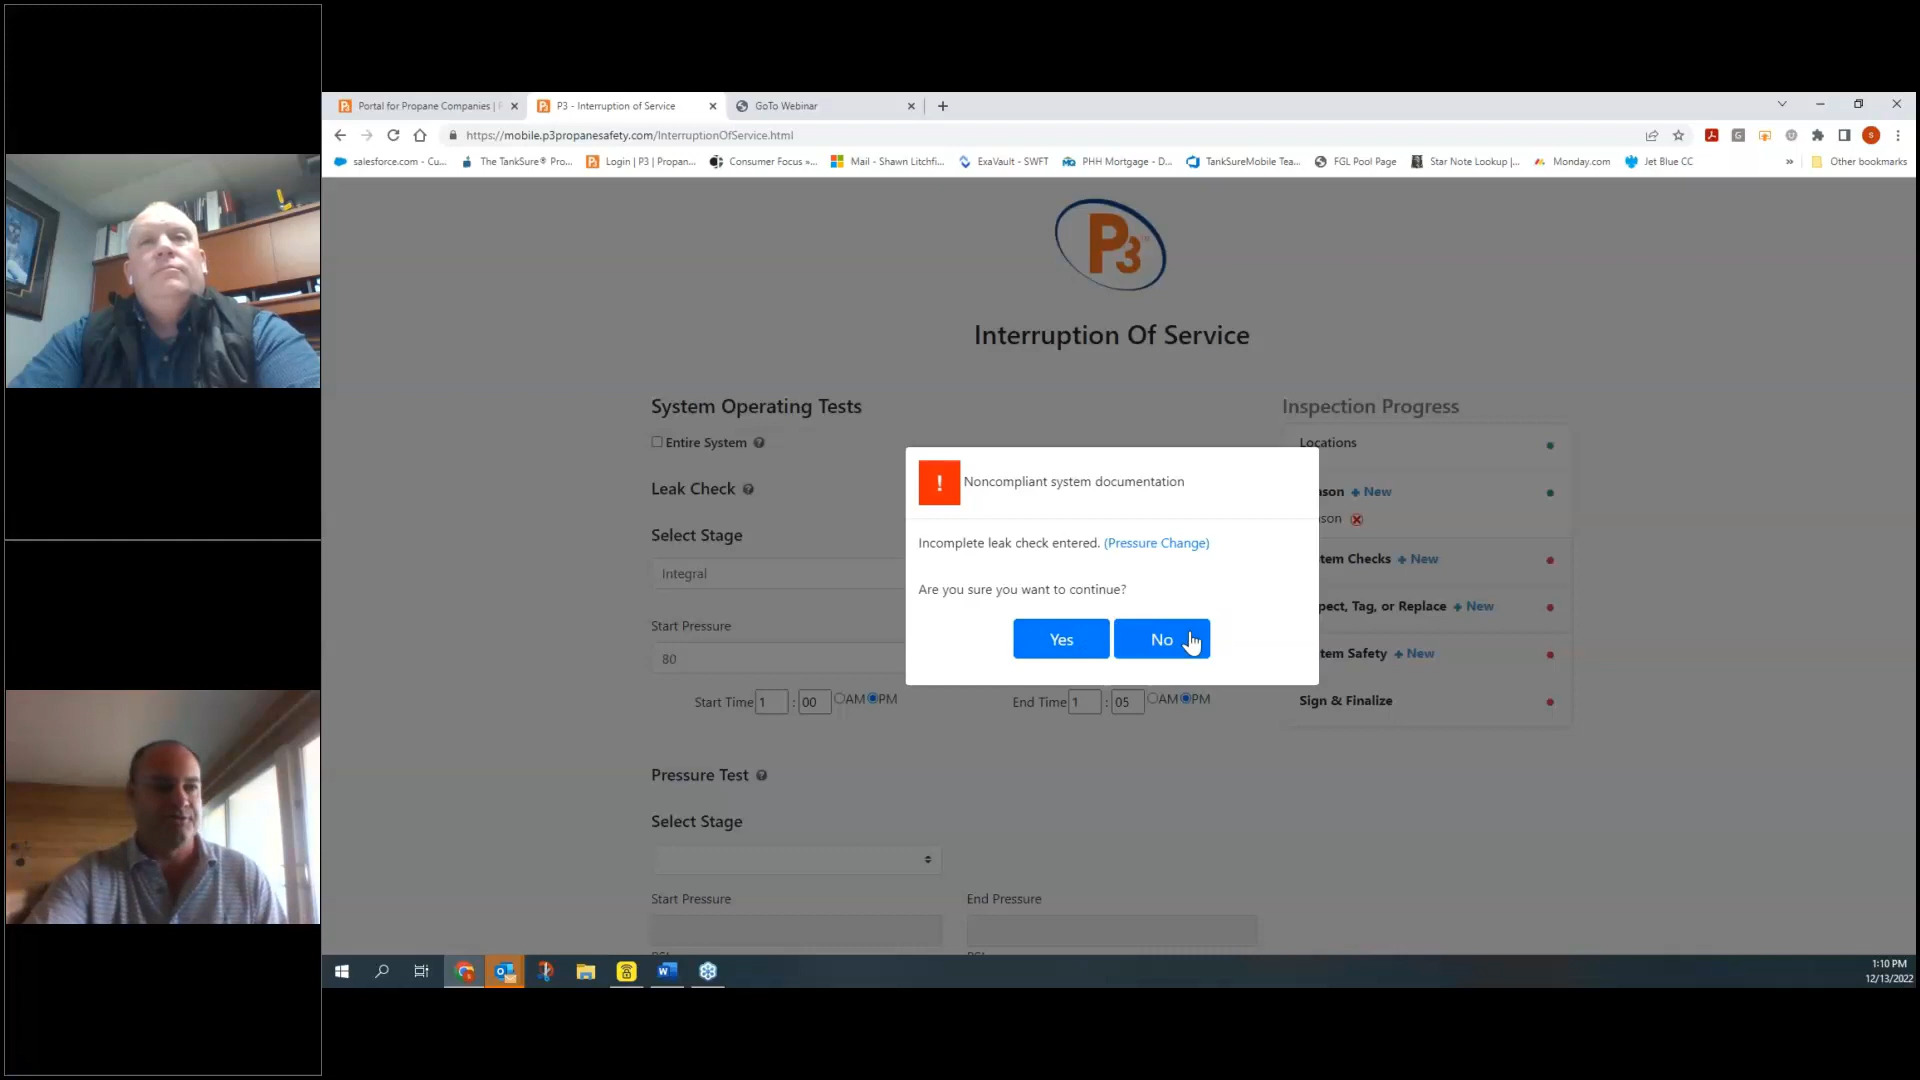 Portal for Propane Companies |
P3 - Interruption of Service
GoTo Webinar
https://mobile.p3propanesafety.com/InterruptionOfService.html
salesforce.com - Cu...
The TankSure® Pro...
Login | P3 | Propan...
Consumer Focus »...
Mail - Shawn Litchfi...
ExaVault - SWFT
PHH Mortgage - D...
TankSureMobile Tea...
FGL Pool Page
Star Note Lookup |...
Monday.com
Jet Blue CC
»
Other bookmarks
P3
Interruption Of Service
System Operating Tests
Entire System
Leak Check
Select Stage
Integral
Start Pressure
80
Start Time 1 : 00 AM PM
End Time 1 : 05 AM PM
Pressure Test
Select Stage
Start Pressure
End Pressure
! Noncompliant system documentation
Incomplete leak check entered. (Pressure Change)
Are you sure you want to continue?
Yes
No
Inspection Progress
Locations
ason + New
son
tem Checks + New
pect, Tag, or Replace + New
tem Safety + New
Sign & Finalize
1:10 PM
12/13/2022